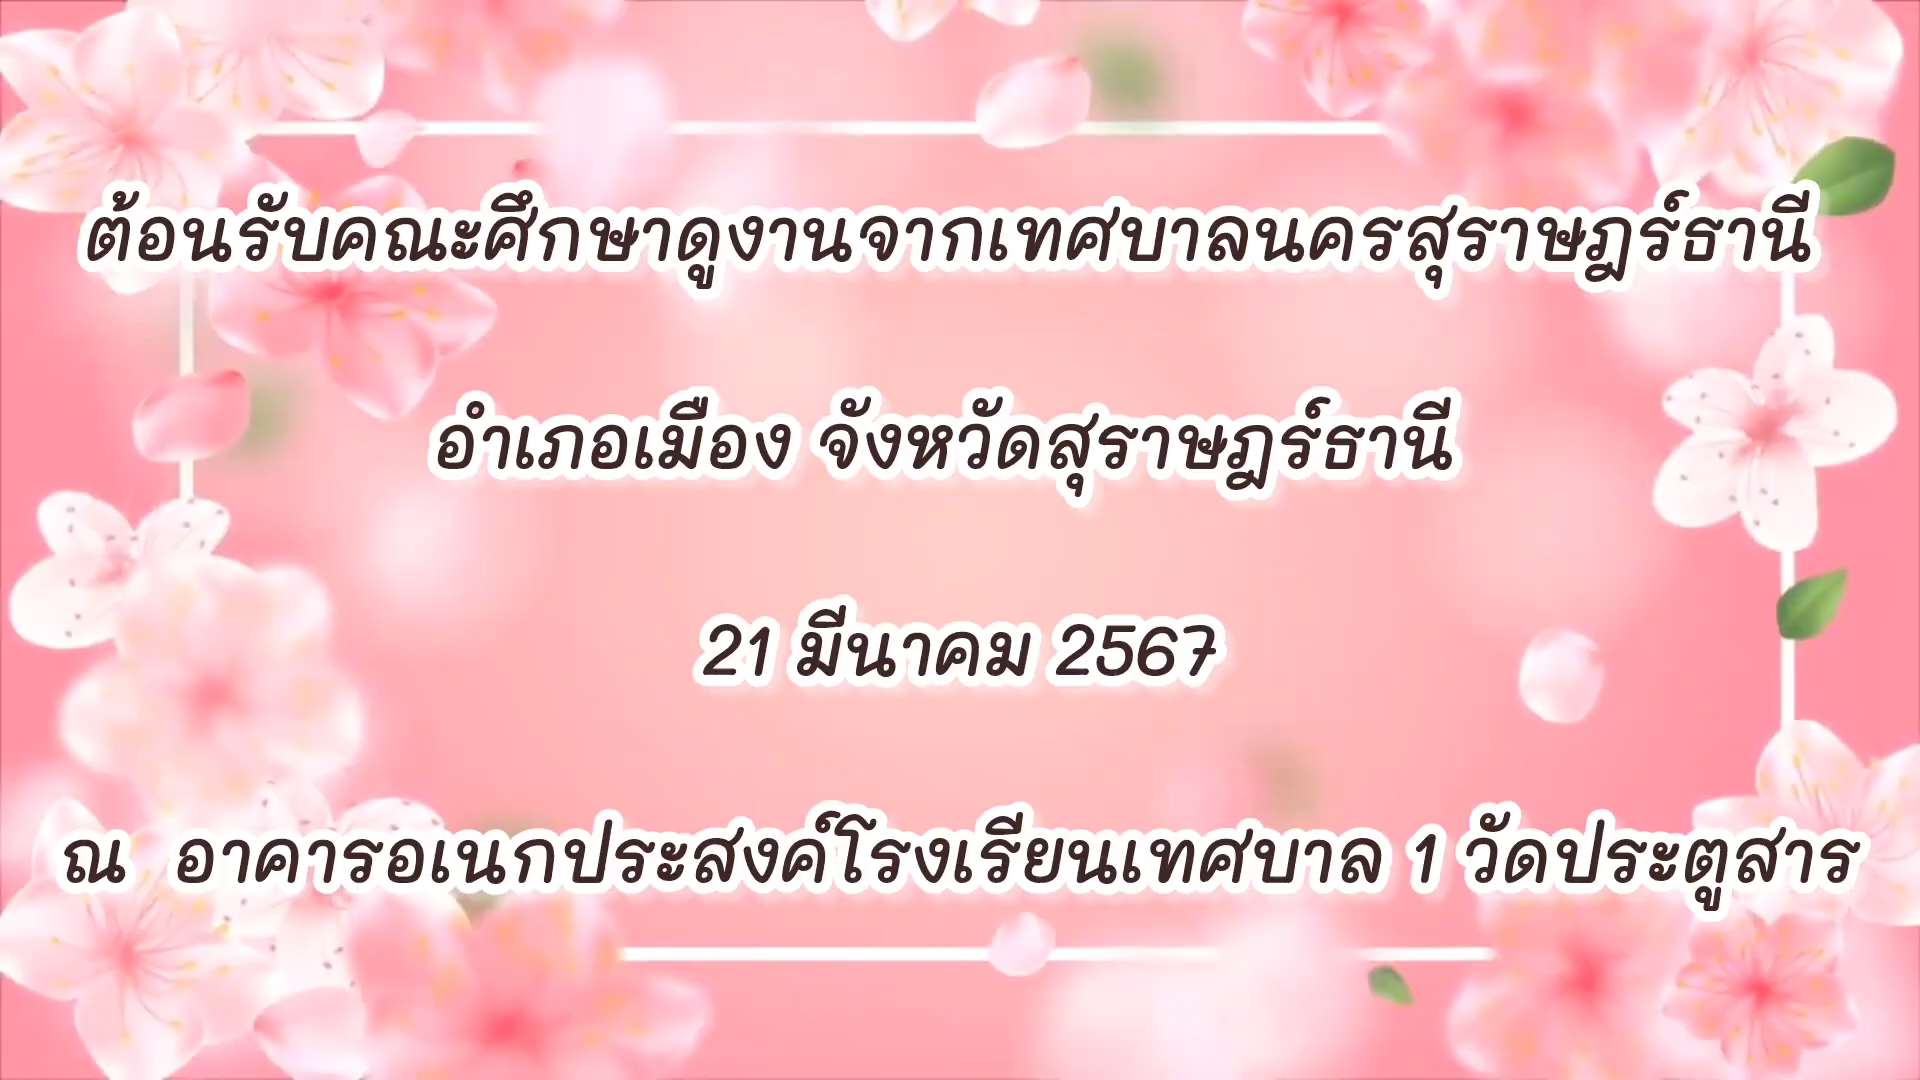 ต้อนรับคณะศึกษาดูงานจากเทศบาลนครสุราษฎร์ธานี
อำเภอเมือง จังหวัดสุราษฎร์ธานี
21 มีนาคม 2567
ณ  อาคารอเนกประสงค์โรงเรียนเทศบาล 1 วัดประตูสาร